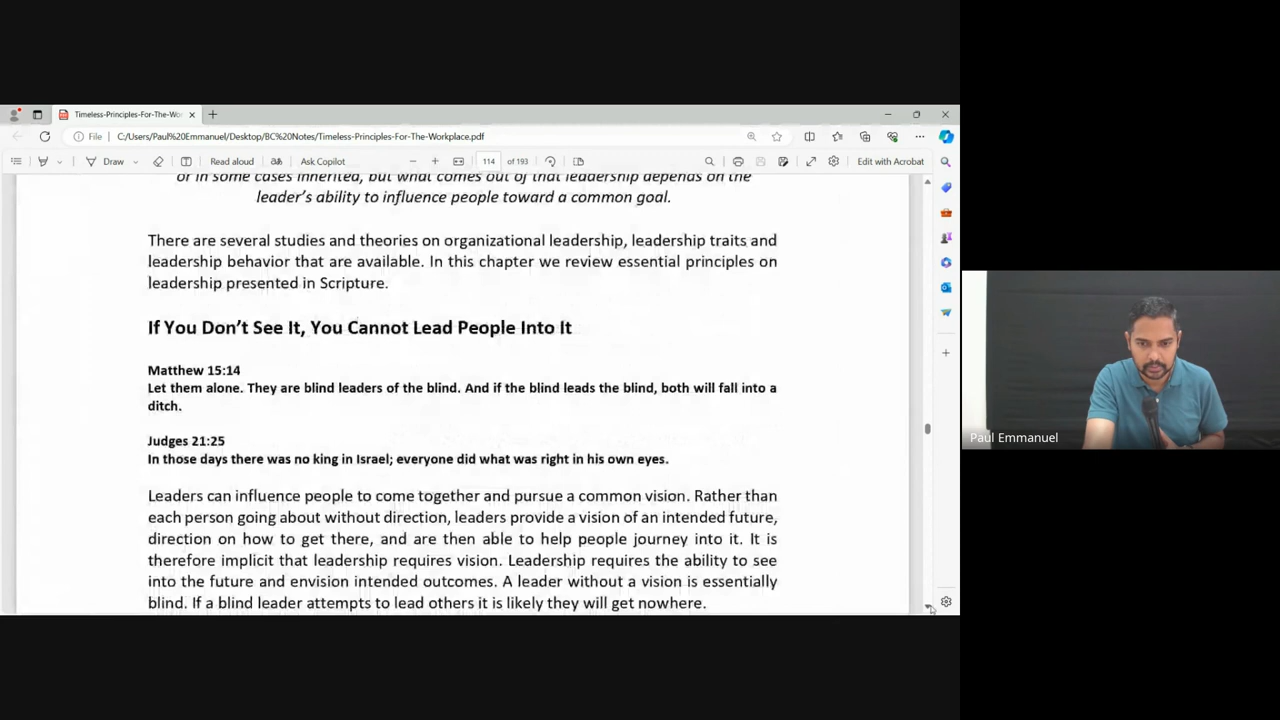 Timeless-Principles-For-The-Wo
File
C:/Users/Paul%20Emmanuel/Desktop/BC%20Notes/Timeless-Principles-For-The-Workplace.pdf
Draw
Read aloud
Ask Copilot
114 of 193
Edit with Acrobat
or in some cases inherited, but what comes out of that leadership depends on the
leader's ability to influence people toward a common goal.
There are several studies and theories on organizational leadership, leadership traits and
leadership behavior that are available. In this chapter we review essential principles on
leadership presented in Scripture.
If You Don't See It, You Cannot Lead People Into It
Matthew 15:14
Let them alone. They are blind leaders of the blind. And if the blind leads the blind, both will fall into a
ditch.
Judges 21:25
In those days there was no king in Israel; everyone did what was right in his own eyes.
Leaders can influence people to come together and pursue a common vision. Rather than
each person going about without direction, leaders provide a vision of an intended future,
direction on how to get there, and are then able to help people journey into it. It is
therefore implicit that leadership requires vision. Leadership requires the ability to see
into the future and envision intended outcomes. A leader without a vision is essentially
blind. If a blind leader attempts to lead others it is likely they will get nowhere.
Paul Emmanuel